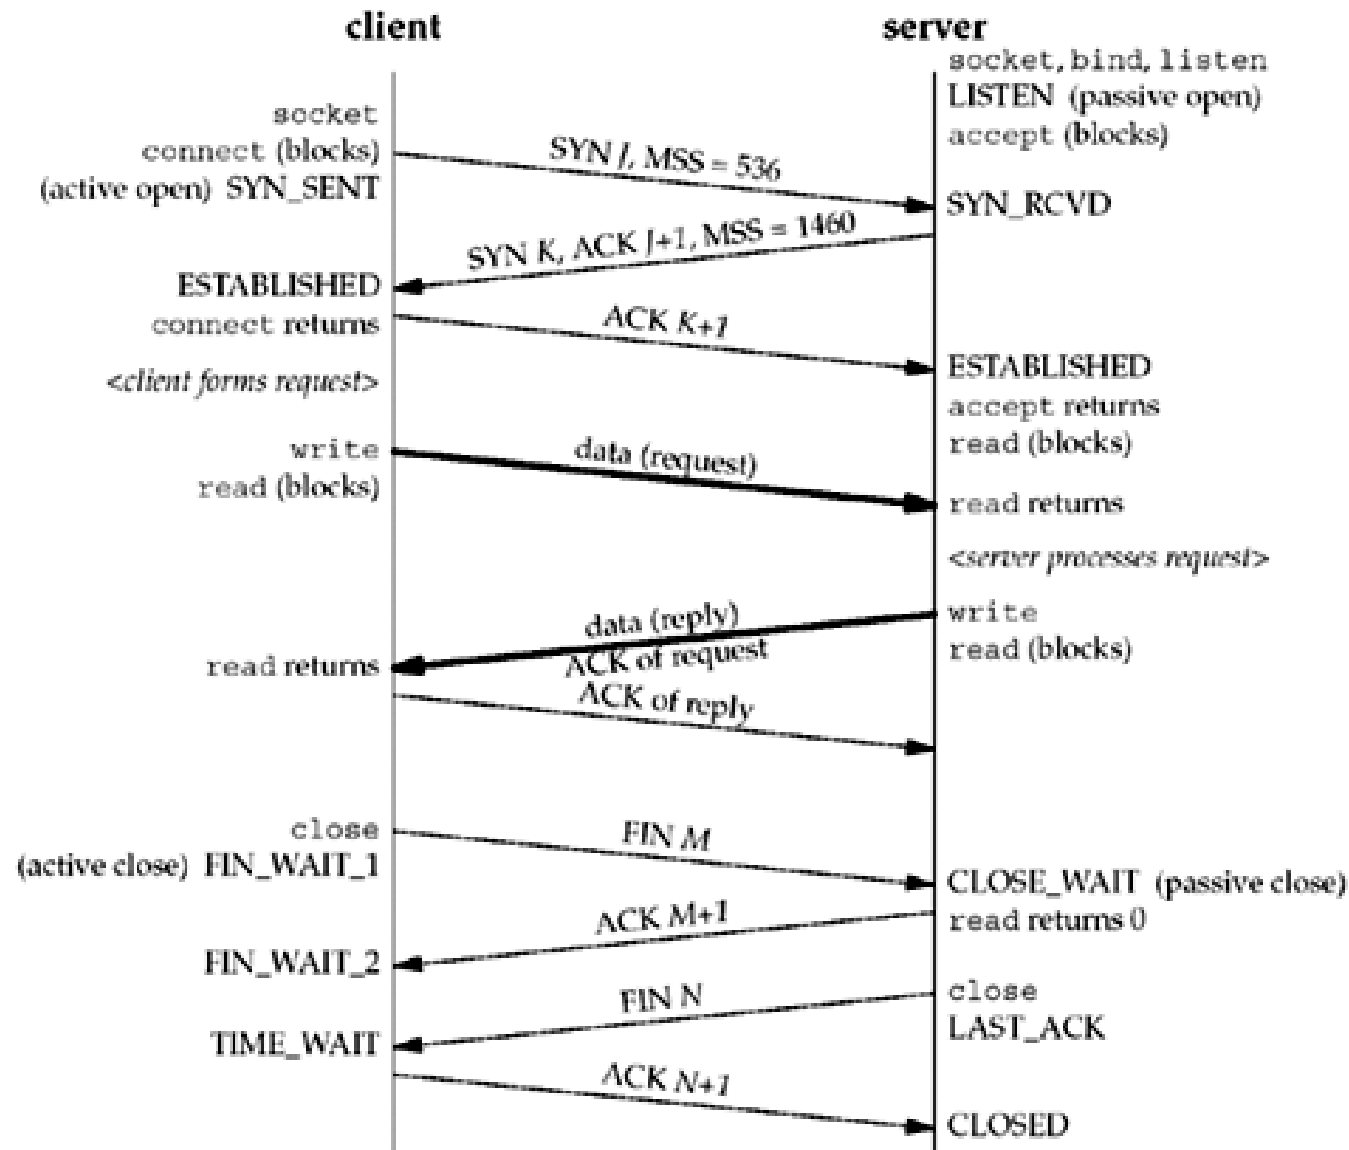 client
server
socket, bind, listen
LISTEN (passive open)
accept (blocks)
socket
connect (blocks)
(active open) SYN_SENT
SYN J, MSS = 536
SYN_RCVD
SYN K, ACK J+1, MSS = 1460
ESTABLISHED
connect returns
ACK K+1
<client forms request>
ESTABLISHED
accept returns
read (blocks)
write
read (blocks)
data (request)
read returns
<server processes request>
write
read (blocks)
data (reply)
ACK of request
read returns
ACK of reply
close
(active close) FIN_WAIT_1
FIN M
CLOSE_WAIT (passive close)
read returns 0
ACK M+1
FIN_WAIT_2
close
LAST_ACK
FIN N
TIME_WAIT
ACK N+1
CLOSED